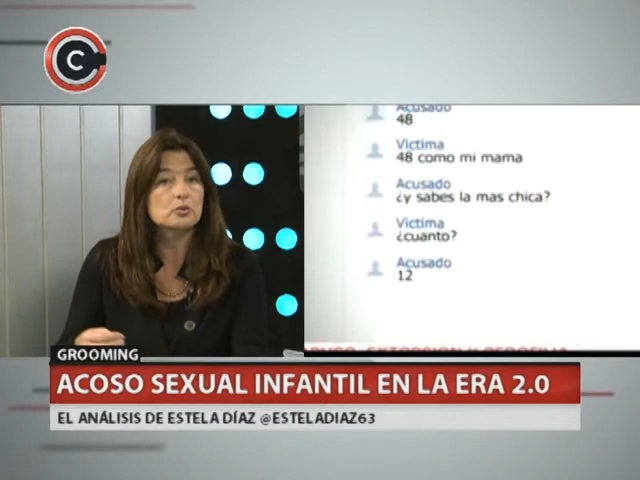 C
Acusado
48
Victima
48 como mi mama
Acusado
¿y sabes la mas chica?
Victima
¿cuanto?
Acusado
12
GROOMING
ACOSO SEXUAL INFANTIL EN LA ERA 2.0
EL ANÁLISIS DE ESTELA DÍAZ @ESTELADIAZ63